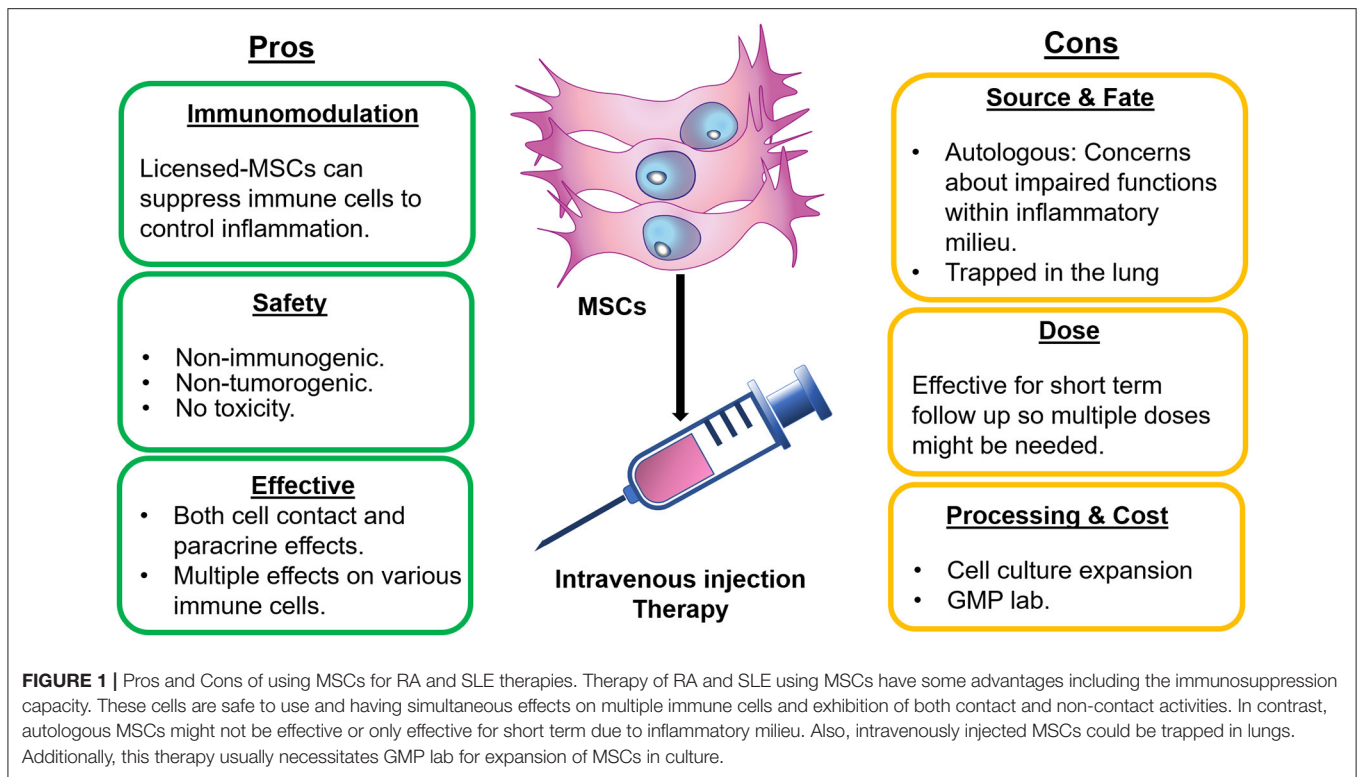 Pros
Immunomodulation
Licensed-MSCs can
suppress immune cells to
control inflammation.
Safety
• Non-immunogenic.
• Non-tumorogenic.
• No toxicity.
Effective
• Both cell contact and
paracrine effects.
• Multiple effects on various
immune cells.
MSCs
Intravenous injection
Therapy
Cons
Source & Fate
• Autologous: Concerns
about impaired functions
within inflammatory
milieu.
• Trapped in the lung
Dose
Effective for short term
follow up so multiple doses
might be needed.
Processing & Cost
• Cell culture expansion
• GMP lab.
FIGURE 1 | Pros and Cons of using MSCs for RA and SLE therapies. Therapy of RA and SLE using MSCs have some advantages including the immunosuppression
capacity. These cells are safe to use and having simultaneous effects on multiple immune cells and exhibition of both contact and non-contact activities. In contrast,
autologous MSCs might not be effective or only effective for short term due to inflammatory milieu. Also, intravenously injected MSCs could be trapped in lungs.
Additionally, this therapy usually necessitates GMP lab for expansion of MSCs in culture.